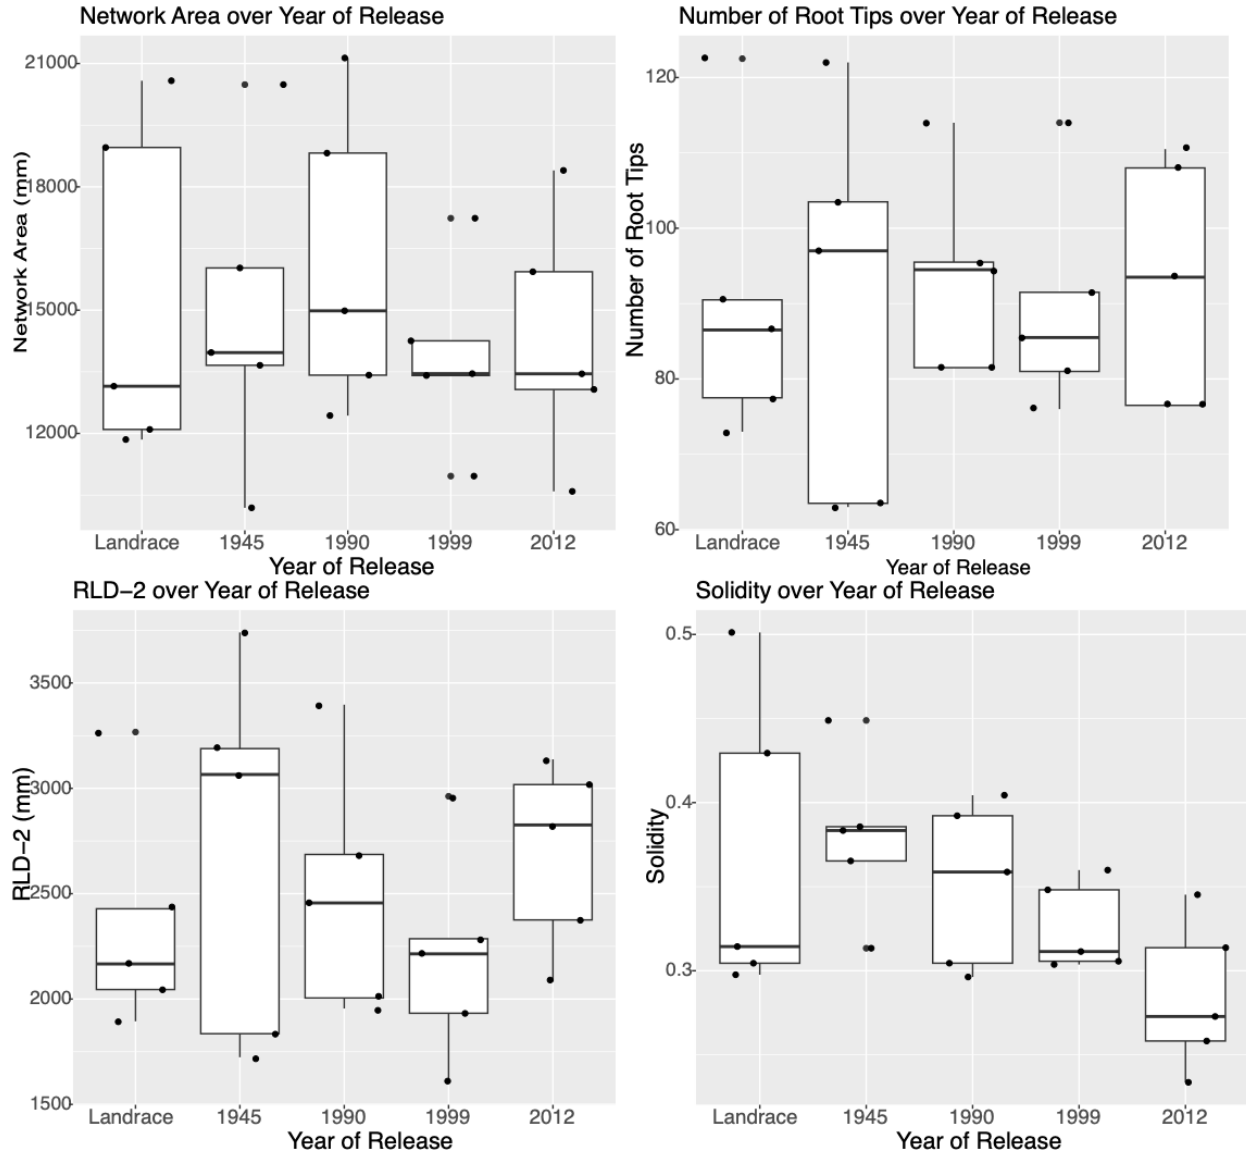 Network Area over Year of Release
Network Area (mm)
21000
18000
15000
12000
Landrace 1945 1990 1999 2012
Year of Release
Number of Root Tips over Year of Release
Number of Root Tips
120
100
80
60
Landrace 1945 1990 1999 2012
Year of Release
RLD−2 over Year of Release
RLD−2 (mm)
3500
3000
2500
2000
1500
Landrace 1945 1990 1999 2012
Year of Release
Solidity over Year of Release
Solidity
0.5
0.4
0.3
Landrace 1945 1990 1999 2012
Year of Release